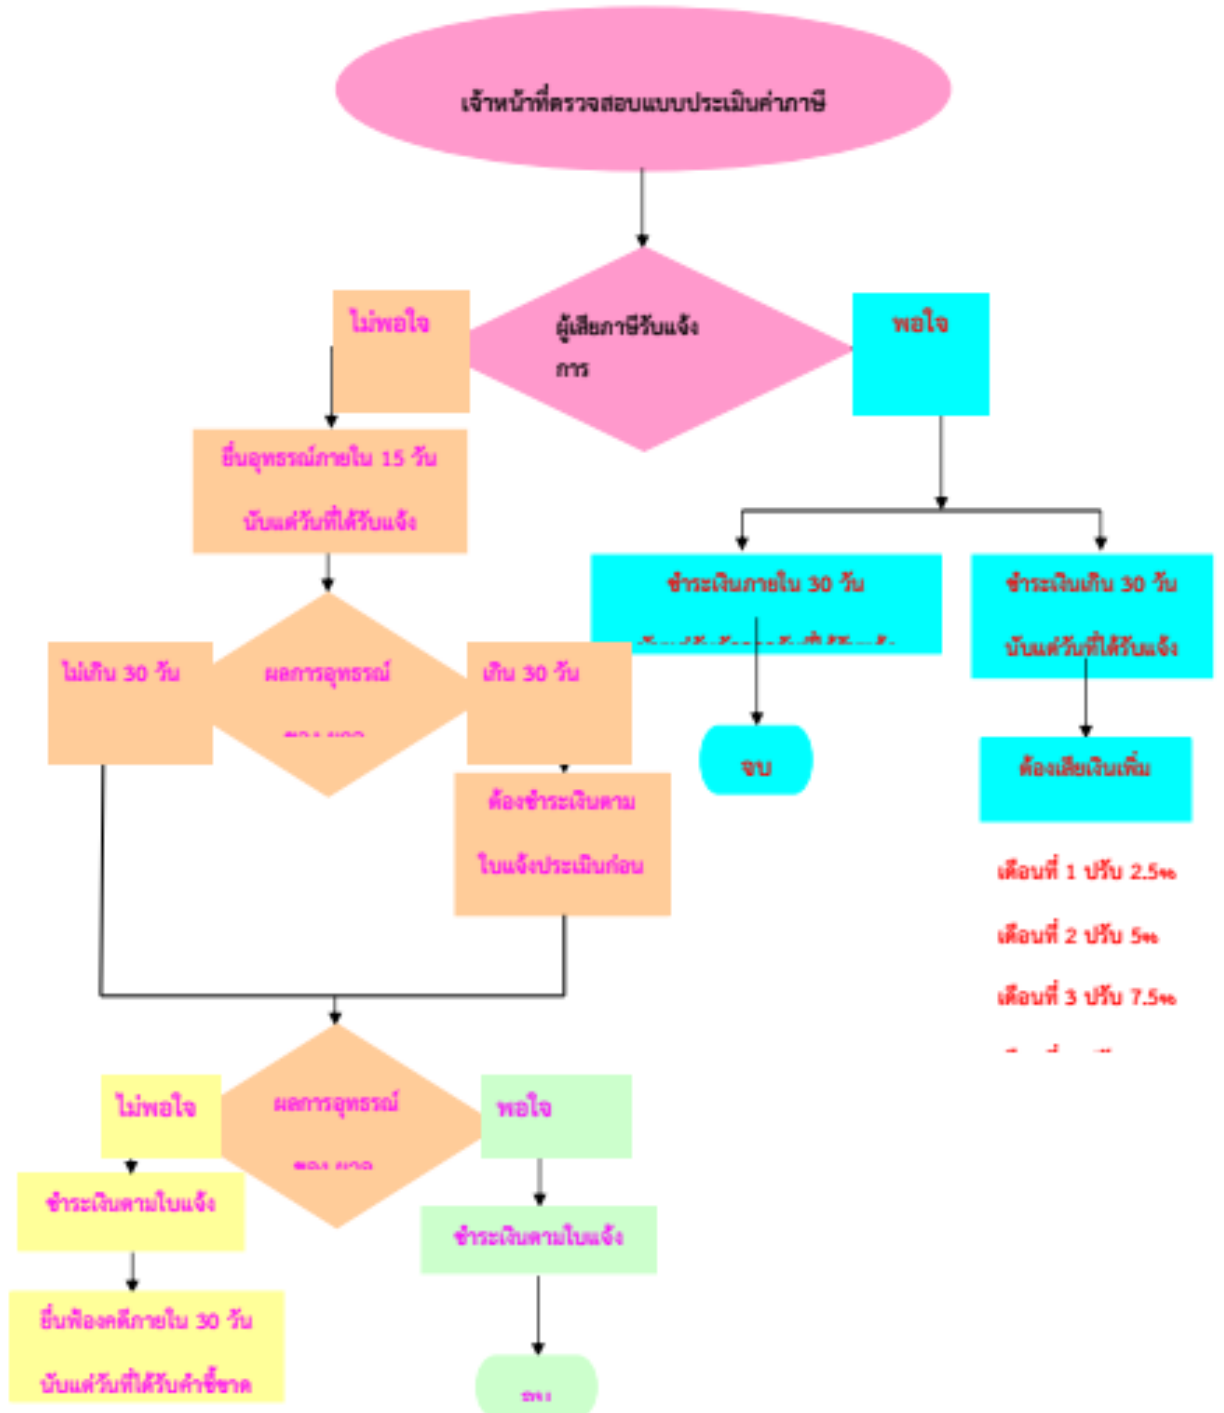 เจ้าหน้าที่ตรวจสอบแบบประเมินค่าภาษี
ไม่พอใจ
ผู้เสียภาษีรับแจ้ง
การ
พอใจ
ยื่นอุทธรณ์ภายใน 15 วัน
นับแต่วันที่ได้รับแจ้ง
ชำระเงินภายใน 30 วัน
ชำระเงินเกิน 30 วัน
นับแต่วันที่ได้รับแจ้ง
ไม่เกิน 30 วัน
ผลการอุทธรณ์
เกิน 30 วัน
จบ
ต้องเสียเงินเพิ่ม
ต้องชำระเงินตาม
ใบแจ้งประเมินก่อน
เดือนที่ 1 ปรับ 2.5%
เดือนที่ 2 ปรับ 5%
เดือนที่ 3 ปรับ 7.5%
ไม่พอใจ
ผลการอุทธรณ์
พอใจ
ชำระเงินตามใบแจ้ง
ชำระเงินตามใบแจ้ง
ยื่นฟ้องคดีภายใน 30 วัน
นับแต่วันที่ได้รับคำชี้ขาด